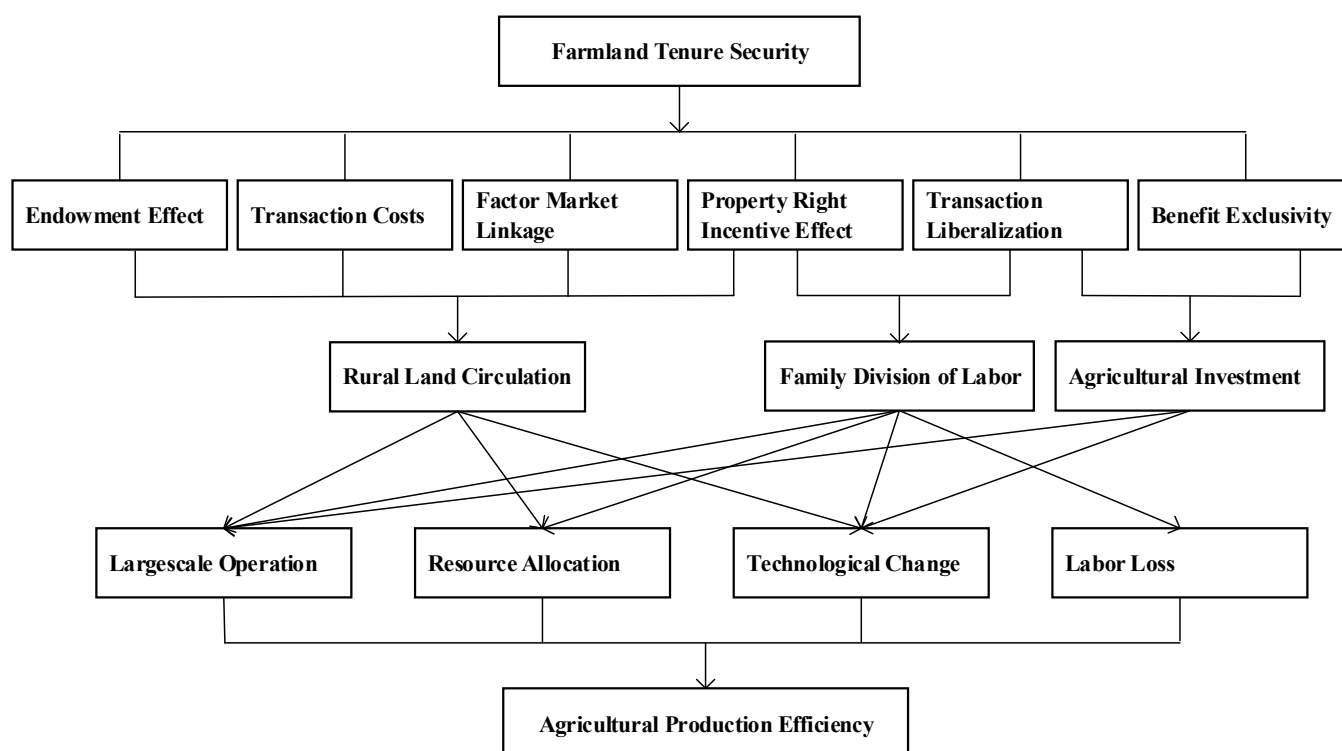 Farmland Tenure Security
Endowment Effect
Transaction Costs
Factor Market
Linkage
Property Right
Incentive Effect
Transaction
Liberalization
Benefit Exclusivity
Rural Land Circulation
Family Division of Labor
Agricultural Investment
Largescale Operation
Resource Allocation
Technological Change
Labor Loss
Agricultural Production Efficiency